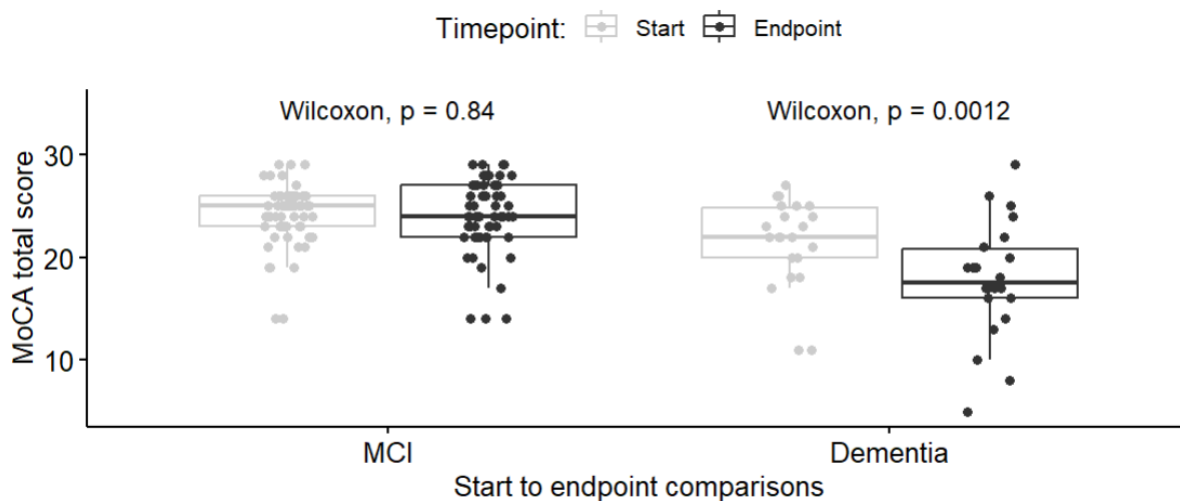 Timepoint: Start Endpoint
Wilcoxon, p = 0.84 Wilcoxon, p = 0.0012
MoCA total score
30
20
10
MCI Dementia
Start to endpoint comparisons